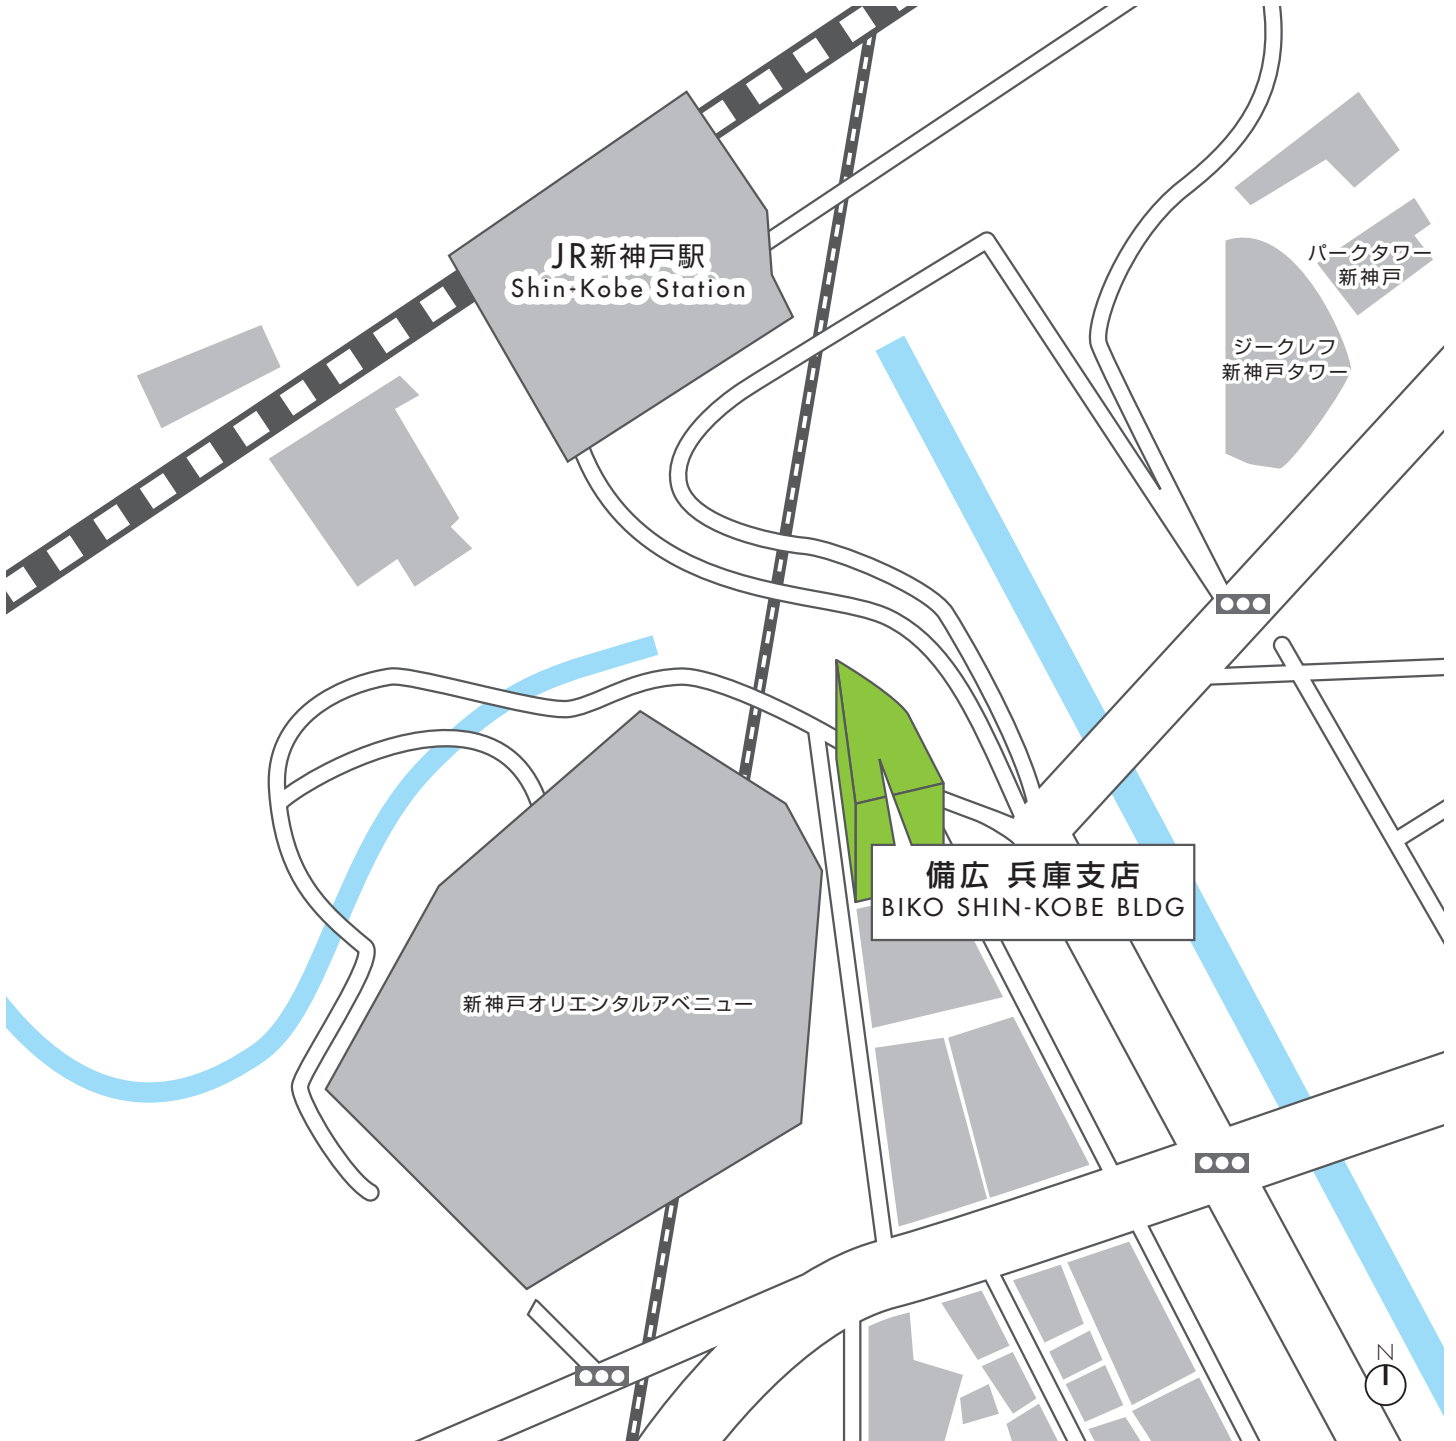 JR新神戸駅
Shin-Kobe Station
パークタワー
新神戸
ジークレフ
新神戸タワー
備広 兵庫支店
BIKO SHIN-KOBE BLDG
新神戸オリエンタルアベニュー
N